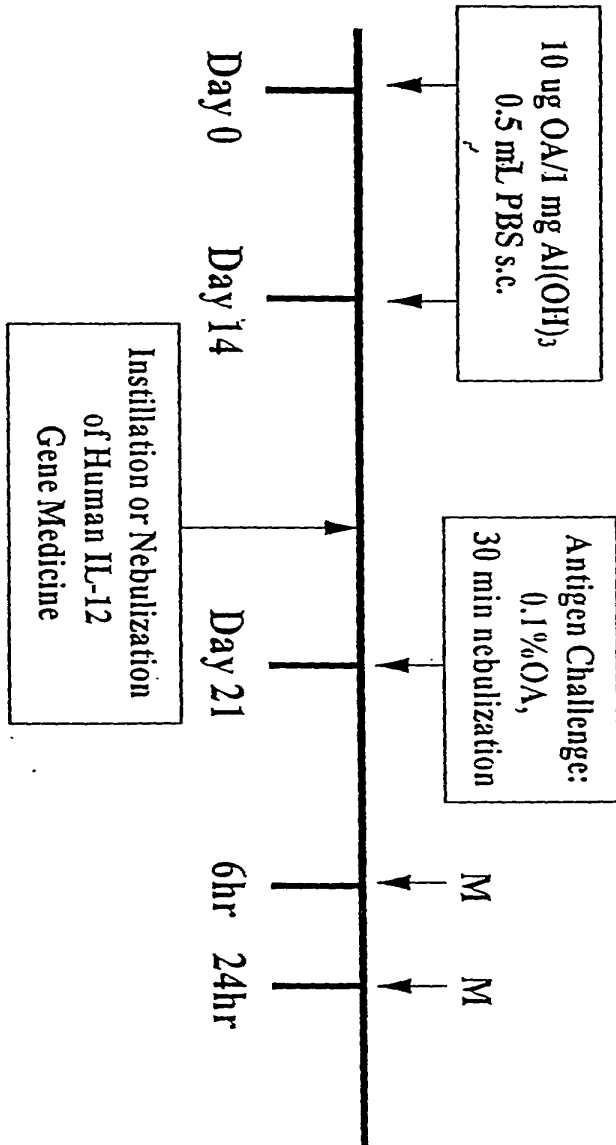 10 ug OA/1 mg Al(OH)₃
0.5 mL PBS s.c.
Antigen Challenge:
0.1%OA,
30 min nebulization
M
M
Day 0
Day 14
Day 21
6hr
24hr
Instillation or Nebulization
of Human IL-12
Gene Medicine